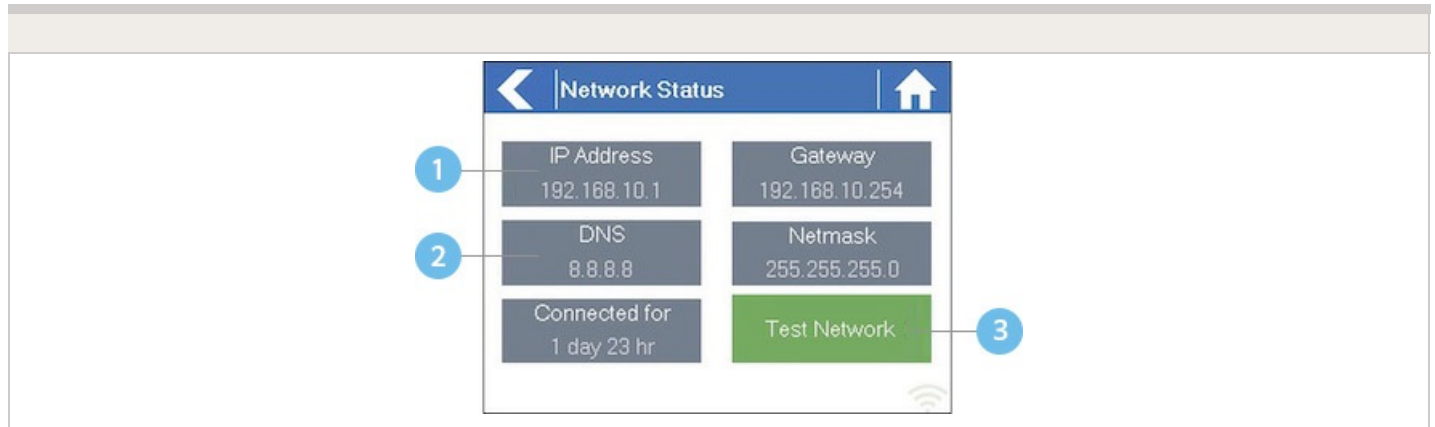 Network Status
IP Address
192.168.10.1
Gateway
192.168.10.254
1
DNS
8.8.8.8
Netmask
255.255.255.0
2
Connected for
1 day 23 hr
Test Network
3